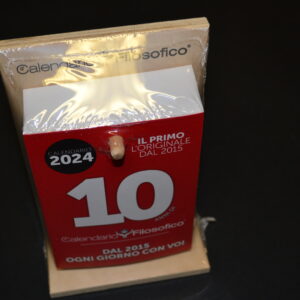 Calendario Filosofico®
CALENDARIO
2024
IL PRIMO
L'ORIGINALE
DAL 2015
10
Calendario Filosofico®
DAL 2015
OGNI GIORNO CON VOI